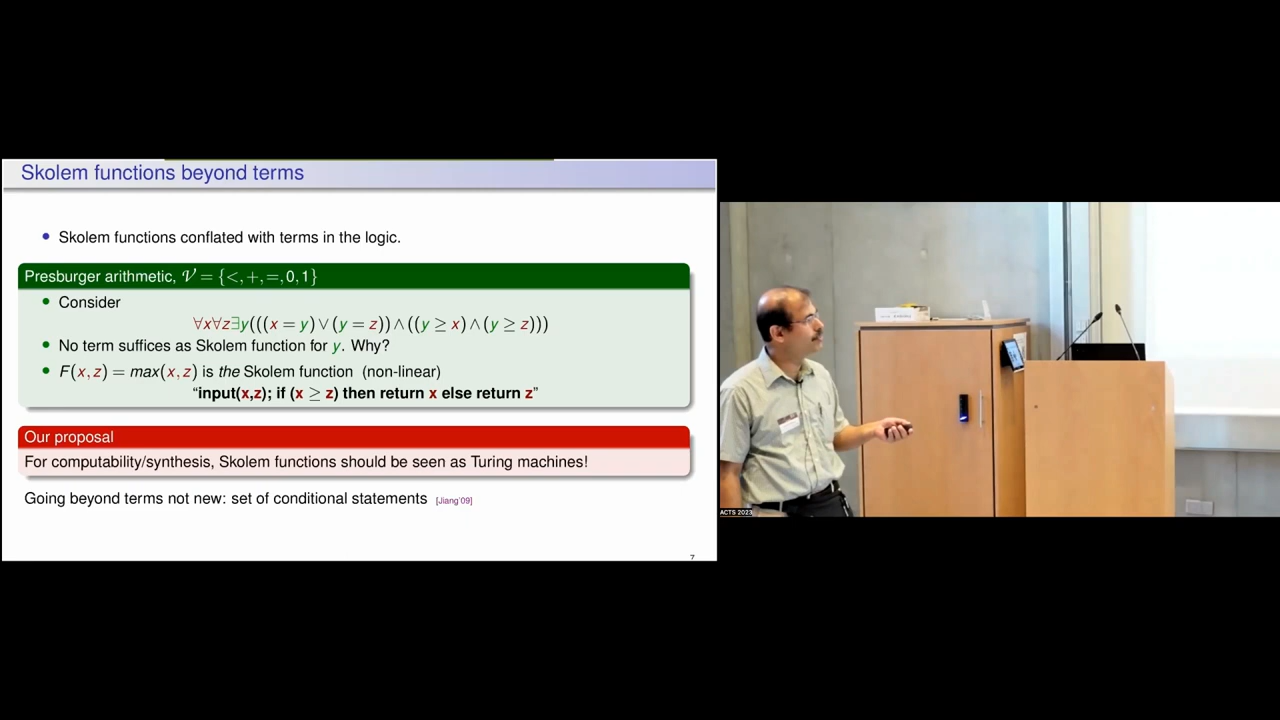 Skolem functions beyond terms
• Skolem functions conflated with terms in the logic.
Presburger arithmetic, 𝒱 = {<, +, =, 0, 1}
• Consider
∀x∀z∃y(((x = y) ∨ (y = z)) ∧ ((y ≥ x) ∧ (y ≥ z)))
• No term suffices as Skolem function for y. Why?
• F(x, z) = max(x, z) is the Skolem function (non-linear)
“input(x,z); if (x ≥ z) then return x else return z”
Our proposal
For computability/synthesis, Skolem functions should be seen as Turing machines!
Going beyond terms not new: set of conditional statements [Jiang'09]
7
ACTS 2023